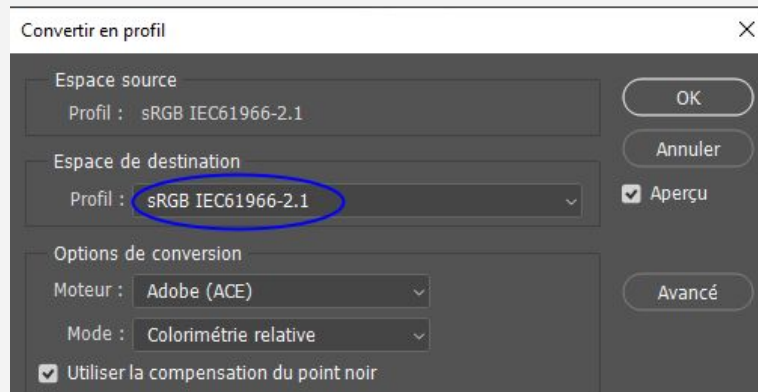 Convertir en profil
Espace source
Profil : sRGB IEC61966-2.1
OK
Annuler
Aperçu
Espace de destination
Profil : sRGB IEC61966-2.1
Options de conversion
Moteur : Adobe (ACE)
Avancé
Mode : Colorimétrie relative
Utiliser la compensation du point noir